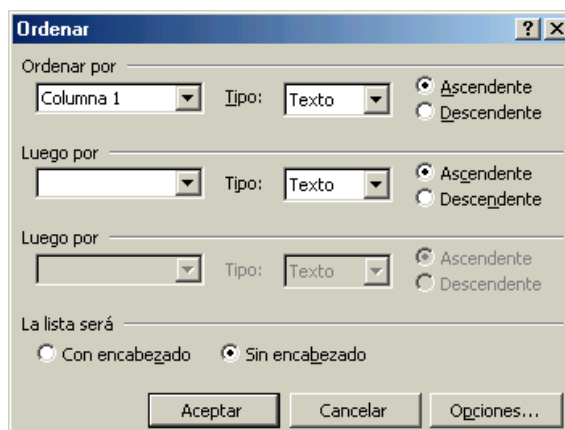 Ordenar
Ordenar por
Columna 1 Tipo: Texto Ascendente
Descendente
Luego por
Tipo: Texto Ascendente
Descendente
Luego por
Tipo: Texto Ascendente
Descendente
La lista será
Con encabezado Sin encabezado
Aceptar Cancelar Opciones...